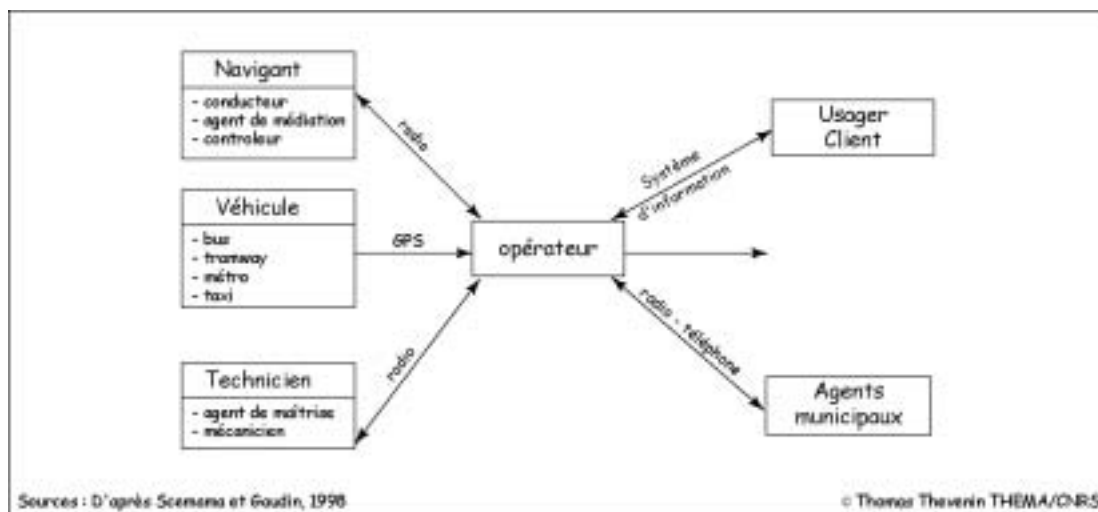 Navigant
- conducteur
- agent de médiation
- controleur
radio
Usager
Client
Système
d'information
Véhicule
- bus
- tramway
- métro
- taxi
GPS
opérateur
radio - téléphone
radio
Technicien
- agent de maîtrise
- mécanicien
Agents
municipaux
Sources : D'après Scemama et Gaudin, 1998
© Thomas Thevenin THEMA/CNRS